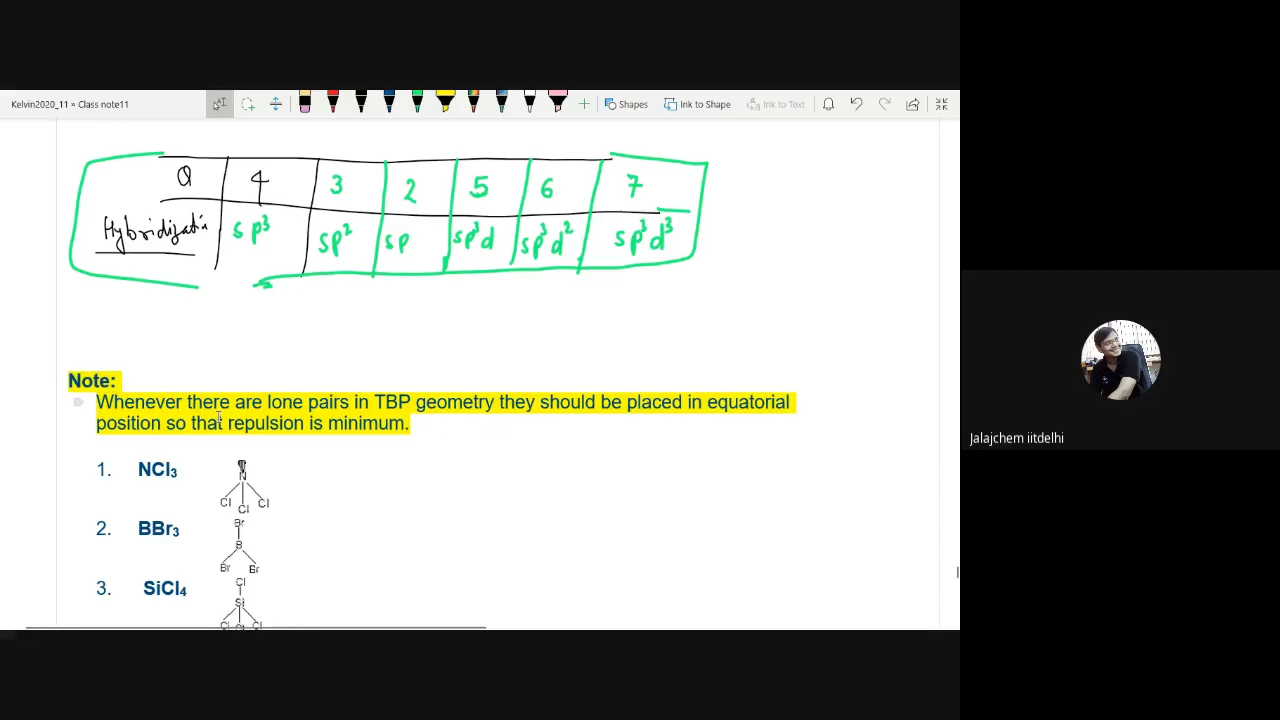 Kelvin2020_11 » Class note11
Shapes Ink to Shape Ink to Text
Q 4 3 2 5 6 7
Hybridizatin sp³ sp² sp sp³d sp³d² sp³d³
Note:
Whenever there are lone pairs in TBP geometry they should be placed in equatorial
position so that repulsion is minimum.
1. NCl₃
N
Cl Cl Cl
2. BBr₃
Br
B
Br Br
3. SiCl₄
Cl
Si
Cl Cl Cl
Jalajchem iitdelhi